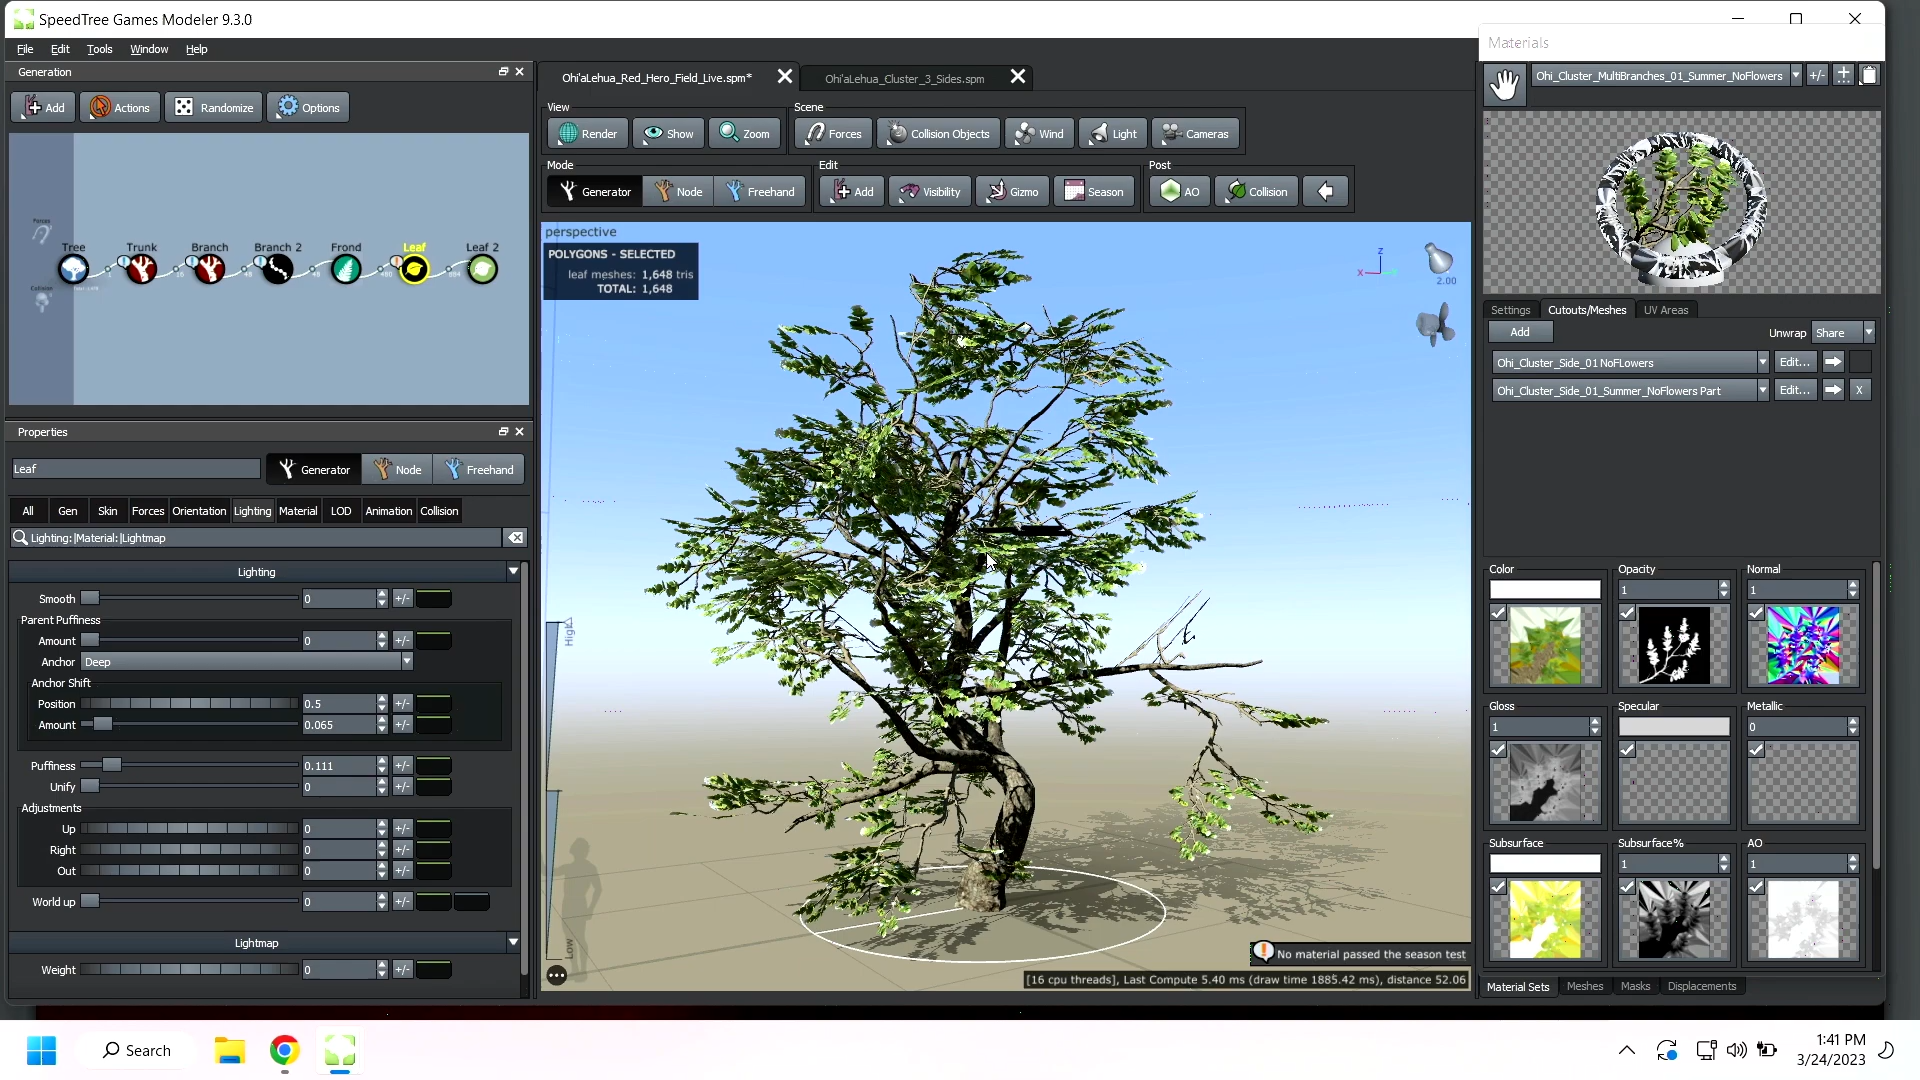 SpeedTree Games Modeler 9.3.0
File Edit Tools Window Help
Generation
Add Actions Randomize Options
Forces
Tree Trunk Branch Branch 2 Frond Leaf Leaf 2
Collision
Properties
Leaf
Generator Node Freehand
All Gen Skin Forces Orientation Lighting Material LOD Animation Collision
Lighting:|Material:|Lightmap
Lighting
Smooth 0 +/-
Parent Puffiness
Amount 0 +/-
Anchor Deep
Anchor Shift
Position 0.5 +/-
Amount 0.065 +/-
Puffiness 0.111 +/-
Unify 0 +/-
Adjustments
Up 0 +/-
Right 0 +/-
Out 0 +/-
World up 0 +/-
Lightmap
Weight 0 +/-
Ohi'aLehua_Red_Hero_Field_Live.spm* Ohi'aLehua_Cluster_3_Sides.spm
View Scene
Render Show Zoom Forces Collision Objects Wind Light Cameras
Mode Edit Post
Generator Node Freehand Add Visibility Gizmo Season AO Collision
perspective
POLYGONS - SELECTED
leaf meshes: 1,648 tris
TOTAL: 1,648
z
x
2.00
High
Low
No material passed the season test
[16 cpu threads], Last Compute 5.40 ms (draw time 1885.42 ms), distance 52.06
Materials
Ohi_Cluster_MultiBranches_01_Summer_NoFlowers +/-
Settings Cutouts/Meshes UV Areas
Add Unwrap Share
Ohi_Cluster_Side_01 NoFLowers Edit...
Ohi_Cluster_Side_01_Summer_NoFlowers Part Edit... X
Color Opacity Normal
1 1
Gloss Specular Metallic
1 0
Subsurface Subsurface% AO
1 1
Material Sets Meshes Masks Displacements
Search
1:41 PM
3/24/2023